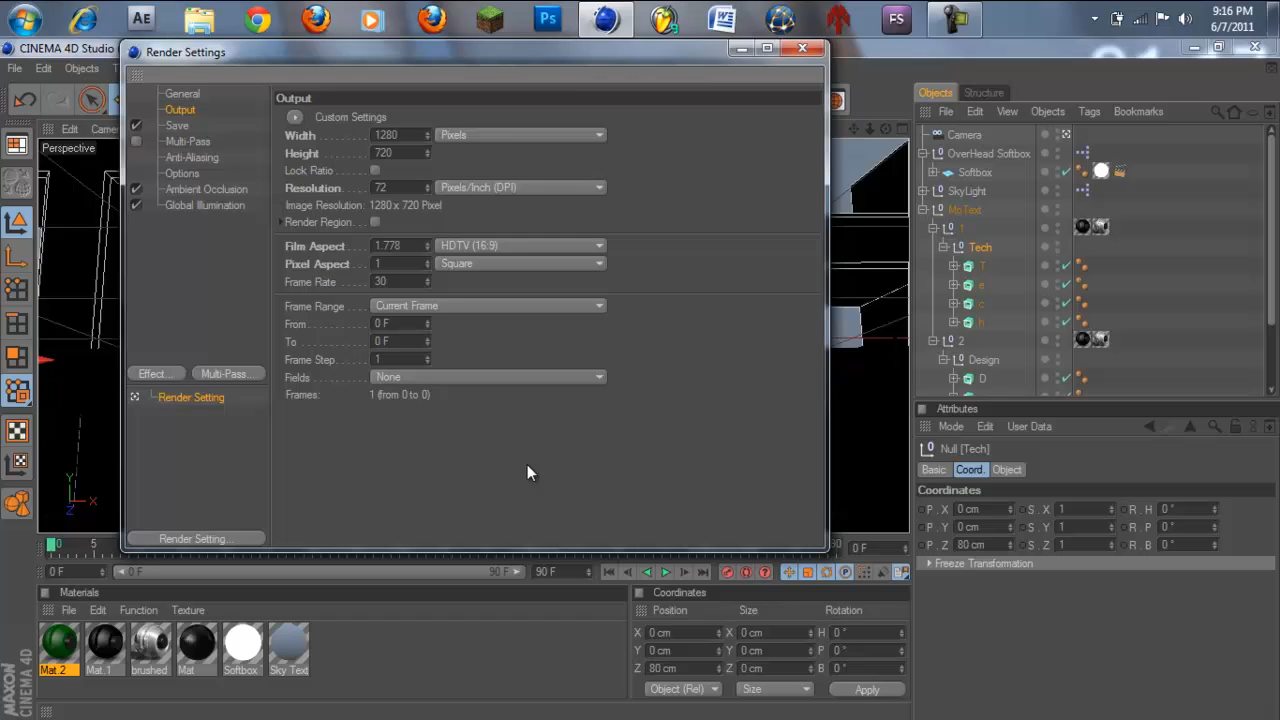 AE
Ps
FS
9:16 PM
6/7/2011
CINEMA 4D Studio
Render Settings
File Edit Objects
Edit Camera
Perspective
General
Output
Save
Multi-Pass
Anti-Aliasing
Options
Ambient Occlusion
Global Illumination
Effect... Multi-Pass...
Render Setting
Render Setting...
Output
Custom Settings
Width 1280 Pixels
Height 720
Lock Ratio
Resolution 72 Pixels/Inch (DPI)
Image Resolution: 1280 x 720 Pixel
Render Region
Film Aspect 1.778 HDTV (16:9)
Pixel Aspect 1 Square
Frame Rate 30
Frame Range Current Frame
From 0 F
To 0 F
Frame Step 1
Fields None
Frames: 1 (from 0 to 0)
Objects Structure
File Edit View Objects Tags Bookmarks
Camera
OverHead Softbox
Softbox
SkyLight
MoText
1
Tech
T
e
c
h
2
Design
D
Attributes
Mode Edit User Data
Null [Tech]
Basic Coord. Object
Coordinates
P . X 0 cm S . X 1 R . H 0 °
P . Y 0 cm S . Y 1 R . P 0 °
P . Z 80 cm S . Z 1 R . B 0 °
Freeze Transformation
0 5 90 0 F
0 F 0 F 90 F 90 F
Materials
File Edit Function Texture
Mat.2 Mat.1 brushed Mat Softbox Sky Text
Coordinates
Position Size Rotation
X 0 cm X 0 cm H 0 °
Y 0 cm Y 0 cm P 0 °
Z 80 cm Z 0 cm B 0 °
Object (Rel) Size Apply
MAXON
CINEMA 4D